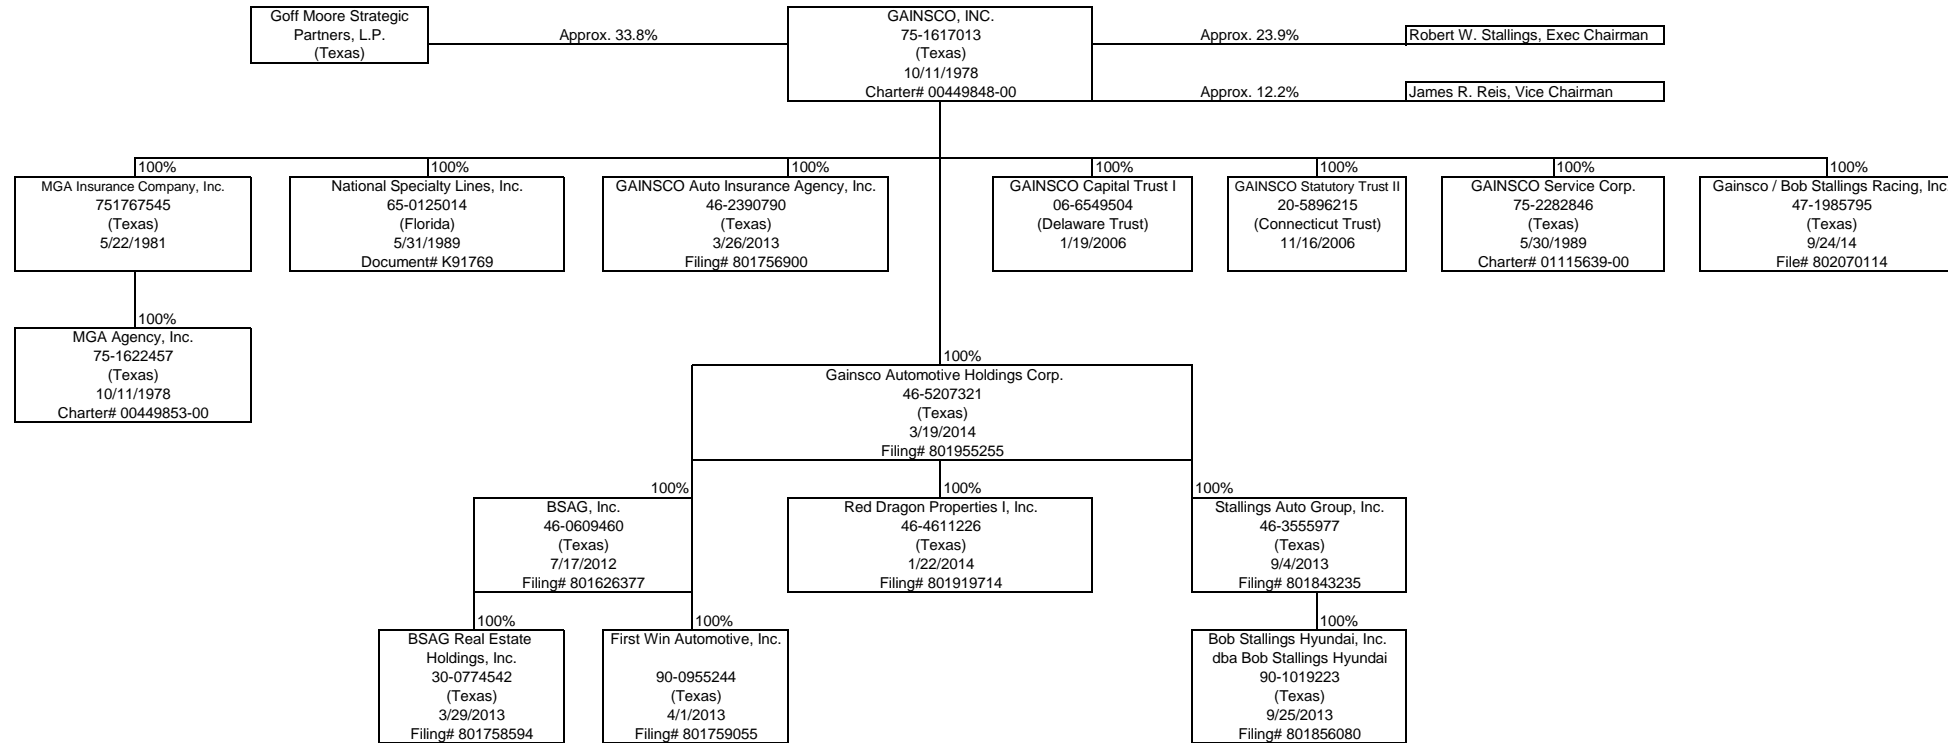 Goff Moore Strategic
Partners, L.P.
(Texas)
Approx. 33.8%
GAINSCO, INC.
75-1617013
(Texas)
10/11/1978
Charter# 00449848-00
Approx. 23.9%
Robert W. Stallings, Exec Chairman
Approx. 12.2%
James R. Reis, Vice Chairman
100%
MGA Insurance Company, Inc.
751767545
(Texas)
5/22/1981
100%
National Specialty Lines, Inc.
65-0125014
(Florida)
5/31/1989
Document# K91769
100%
GAINSCO Auto Insurance Agency, Inc.
46-2390790
(Texas)
3/26/2013
Filing# 801756900
100%
GAINSCO Capital Trust I
06-6549504
(Delaware Trust)
1/19/2006
100%
GAINSCO Statutory Trust II
20-5896215
(Connecticut Trust)
11/16/2006
100%
GAINSCO Service Corp.
75-2282846
(Texas)
5/30/1989
Charter# 01115639-00
100%
Gainsco / Bob Stallings Racing, Inc.
47-1985795
(Texas)
9/24/14
File# 802070114
100%
MGA Agency, Inc.
75-1622457
(Texas)
10/11/1978
Charter# 00449853-00
100%
Gainsco Automotive Holdings Corp.
46-5207321
(Texas)
3/19/2014
Filing# 801955255
100%
BSAG, Inc.
46-0609460
(Texas)
7/17/2012
Filing# 801626377
100%
Red Dragon Properties I, Inc.
46-4611226
(Texas)
1/22/2014
Filing# 801919714
100%
Stallings Auto Group, Inc.
46-3555977
(Texas)
9/4/2013
Filing# 801843235
100%
BSAG Real Estate
Holdings, Inc.
30-0774542
(Texas)
3/29/2013
Filing# 801758594
100%
First Win Automotive, Inc.
90-0955244
(Texas)
4/1/2013
Filing# 801759055
100%
Bob Stallings Hyundai, Inc.
dba Bob Stallings Hyundai
90-1019223
(Texas)
9/25/2013
Filing# 801856080